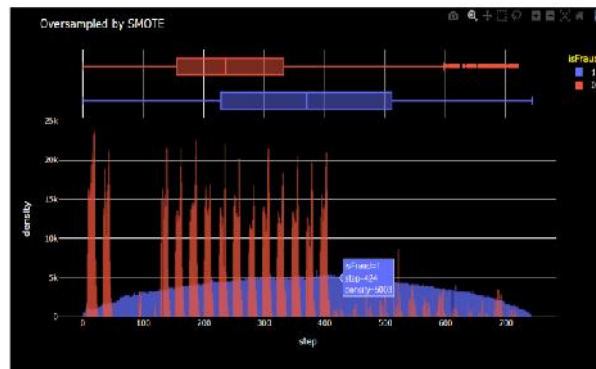 Oversampled by SMOTE
isFraud
1
0
25k
20k
15k
10k
5k
0
density
isFraud=1
step=424
density=5003
0
100
200
300
400
500
600
700
step